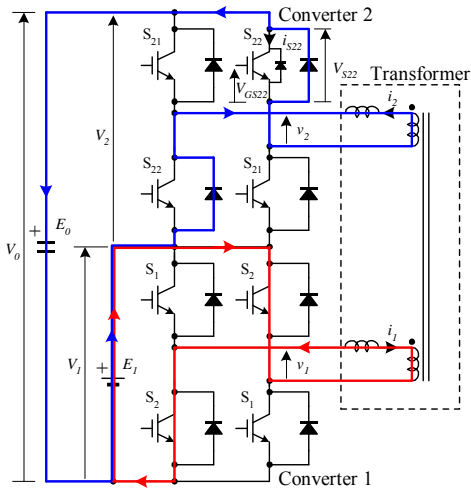 Converter 2
S21
S22
iS22
VGS22
VS22
Transformer
V2
v2
i2
S22
S21
V0
+ E0
S1
S2
V1
+ E1
v1
i1
S2
S1
Converter 1